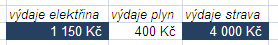 výdaje elektřina výdaje plyn výdaje strava
1 150 Kč 400 Kč 4 000 Kč